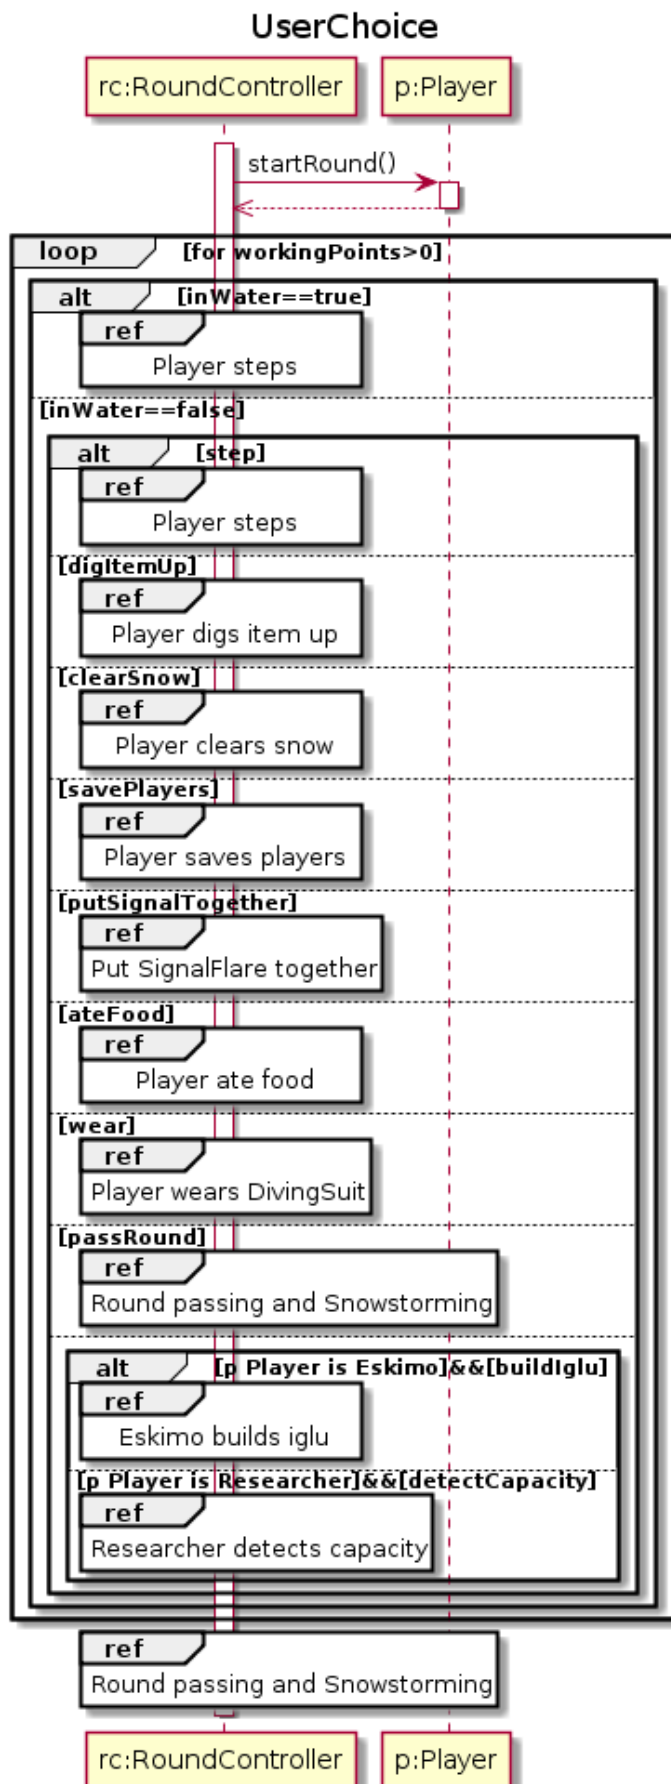 UserChoice
rc:RoundController p:Player
startRound()
loop [for workingPoints>0]
alt [inWater==true]
ref
Player steps
[inWater==false]
alt [step]
ref
Player steps
[digItemUp]
ref
Player digs item up
[clearSnow]
ref
Player clears snow
[savePlayers]
ref
Player saves players
[putSignalTogether]
ref
Put SignalFlare together
[ateFood]
ref
Player ate food
[wear]
ref
Player wears DivingSuit
[passRound]
ref
Round passing and Snowstorming
alt [p Player is Eskimo]&&[buildIglu]
ref
Eskimo builds iglu
[p Player is Researcher]&&[detectCapacity]
ref
Researcher detects capacity
ref
Round passing and Snowstorming
rc:RoundController p:Player